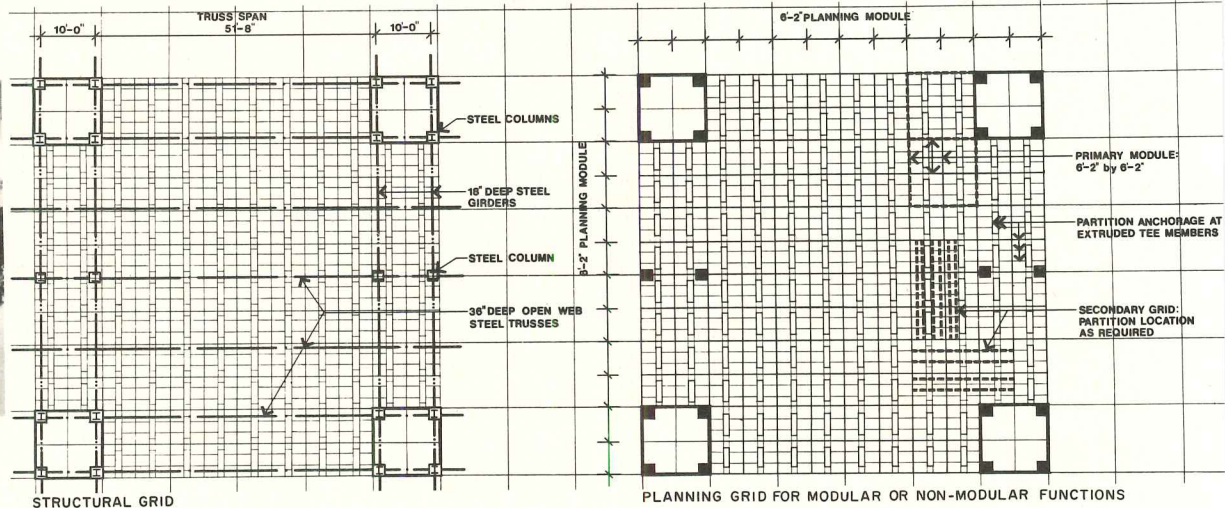 TRUSS SPAN
10'-0" 51'-8" 10'-0"
STEEL COLUMNS
18" DEEP STEEL
GIRDERS
STEEL COLUMN
36" DEEP OPEN WEB
STEEL TRUSSES
STRUCTURAL GRID
6'-2" PLANNING MODULE
6'-2" PLANNING MODULE
PRIMARY MODULE:
6'-2" by 6'-2"
PARTITION ANCHORAGE AT
EXTRUDED TEE MEMBERS
SECONDARY GRID:
PARTITION LOCATION
AS REQUIRED
PLANNING GRID FOR MODULAR OR NON-MODULAR FUNCTIONS